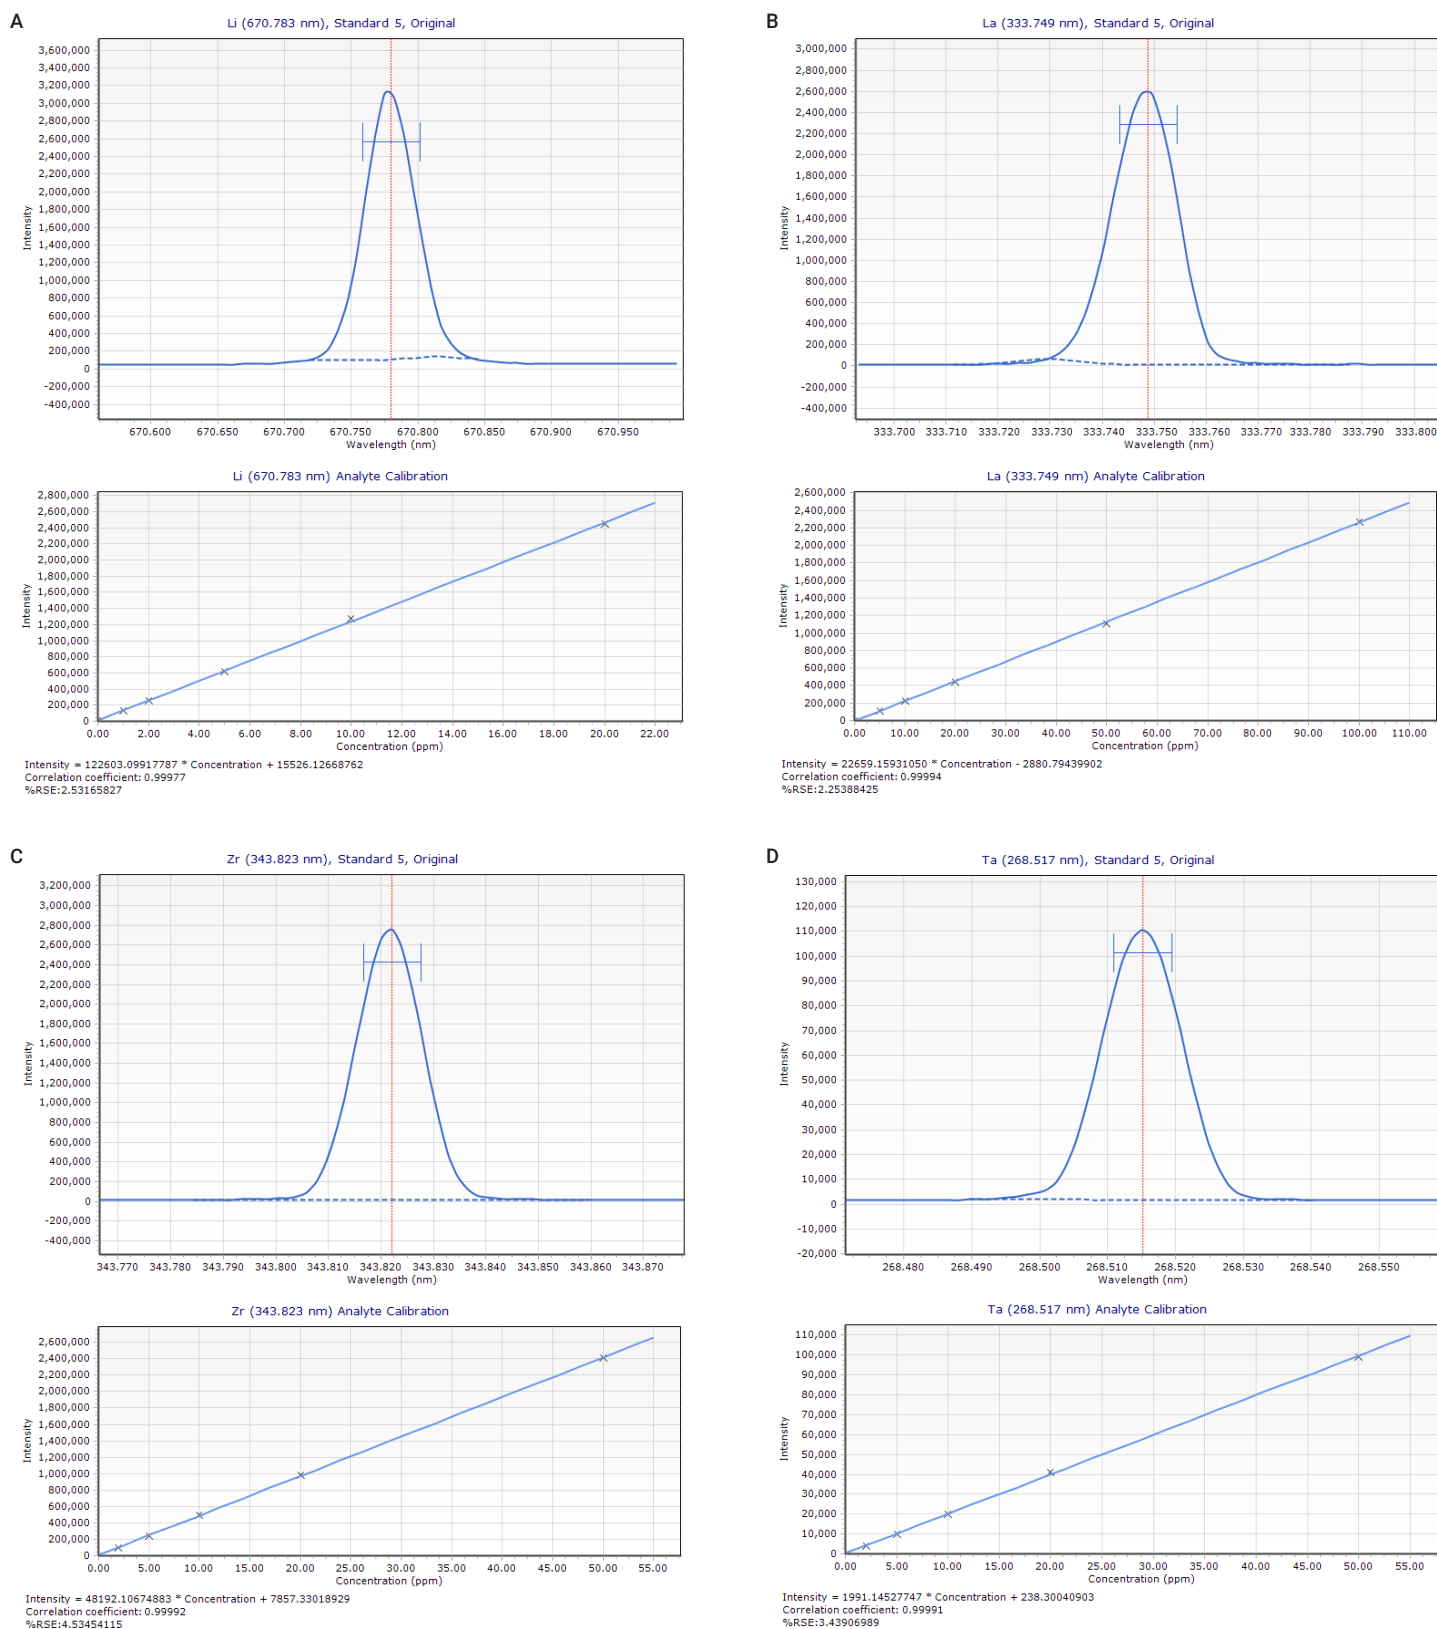 A
Li (670.783 nm), Standard 5, Original
3,600,000
3,400,000
3,200,000
3,000,000
2,800,000
2,600,000
2,400,000
2,200,000
2,000,000
1,800,000
1,600,000
1,400,000
1,200,000
1,000,000
800,000
600,000
400,000
200,000
0
-200,000
-400,000
Intensity
670.600 670.650 670.700 670.750 670.800 670.850 670.900 670.950
Wavelength (nm)
Li (670.783 nm) Analyte Calibration
2,800,000
2,600,000
2,400,000
2,200,000
2,000,000
1,800,000
1,600,000
1,400,000
1,200,000
1,000,000
800,000
600,000
400,000
200,000
0
Intensity
0.00 2.00 4.00 6.00 8.00 10.00 12.00 14.00 16.00 18.00 20.00 22.00
Concentration (ppm)
Intensity = 122603.09917787 * Concentration + 15526.12668762
Correlation coefficient: 0.99977
%RSE:2.53165827
B
La (333.749 nm), Standard 5, Original
3,000,000
2,800,000
2,600,000
2,400,000
2,200,000
2,000,000
1,800,000
1,600,000
1,400,000
1,200,000
1,000,000
800,000
600,000
400,000
200,000
0
-200,000
-400,000
Intensity
333.700 333.710 333.720 333.730 333.740 333.750 333.760 333.770 333.780 333.790 333.800
Wavelength (nm)
La (333.749 nm) Analyte Calibration
2,600,000
2,400,000
2,200,000
2,000,000
1,800,000
1,600,000
1,400,000
1,200,000
1,000,000
800,000
600,000
400,000
200,000
0
Intensity
0.00 10.00 20.00 30.00 40.00 50.00 60.00 70.00 80.00 90.00 100.00 110.00
Concentration (ppm)
Intensity = 22659.15931050 * Concentration - 2880.79439902
Correlation coefficient: 0.99994
%RSE:2.25388425
C
Zr (343.823 nm), Standard 5, Original
3,200,000
3,000,000
2,800,000
2,600,000
2,400,000
2,200,000
2,000,000
1,800,000
1,600,000
1,400,000
1,200,000
1,000,000
800,000
600,000
400,000
200,000
0
-200,000
-400,000
Intensity
343.770 343.780 343.790 343.800 343.810 343.820 343.830 343.840 343.850 343.860 343.870
Wavelength (nm)
Zr (343.823 nm) Analyte Calibration
2,600,000
2,400,000
2,200,000
2,000,000
1,800,000
1,600,000
1,400,000
1,200,000
1,000,000
800,000
600,000
400,000
200,000
0
Intensity
0.00 5.00 10.00 15.00 20.00 25.00 30.00 35.00 40.00 45.00 50.00 55.00
Concentration (ppm)
Intensity = 48192.10674883 * Concentration + 7857.33018929
Correlation coefficient: 0.99992
%RSE:4.53454115
D
Ta (268.517 nm), Standard 5, Original
130,000
120,000
110,000
100,000
90,000
80,000
70,000
60,000
50,000
40,000
30,000
20,000
10,000
0
-10,000
-20,000
Intensity
268.480 268.490 268.500 268.510 268.520 268.530 268.540 268.550
Wavelength (nm)
Ta (268.517 nm) Analyte Calibration
110,000
100,000
90,000
80,000
70,000
60,000
50,000
40,000
30,000
20,000
10,000
0
Intensity
0.00 5.00 10.00 15.00 20.00 25.00 30.00 35.00 40.00 45.00 50.00 55.00
Concentration (ppm)
Intensity = 1991.14527747 * Concentration + 238.30040903
Correlation coefficient: 0.99991
%RSE:3.43906989